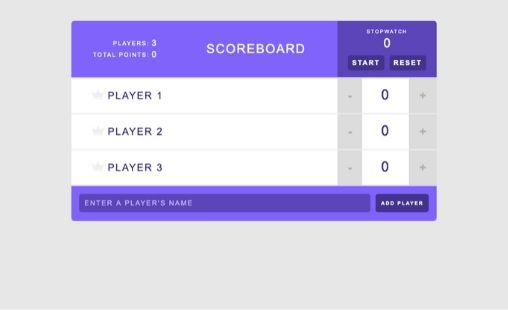 PLAYERS: 3
TOTAL POINTS: 0
SCOREBOARD
STOPWATCH
0
START RESET
PLAYER 1 - 0 +
PLAYER 2 - 0 +
PLAYER 3 - 0 +
ENTER A PLAYER'S NAME ADD PLAYER